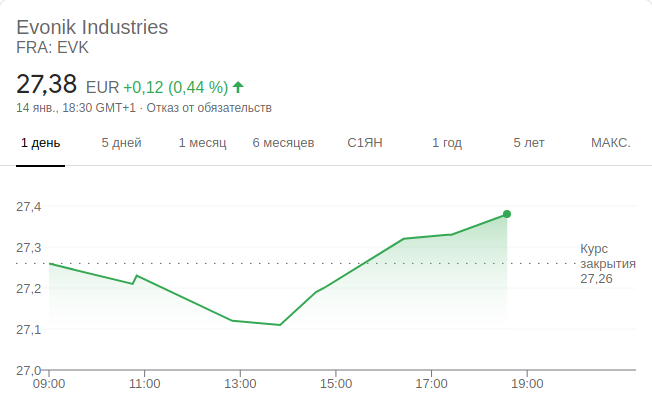 Evonik Industries
FRA: EVK
27,38 EUR +0,12 (0,44 %)
14 янв., 18:30 GMT+1 · Отказ от обязательств
1 день 5 дней 1 месяц 6 месяцев С1ЯН 1 год 5 лет МАКС.
27,4
27,3
27,2
27,1
27,0
Курс
закрытия
27,26
09:00 11:00 13:00 15:00 17:00 19:00